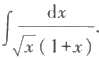 ∫ dx / (√x ( 1+x )).